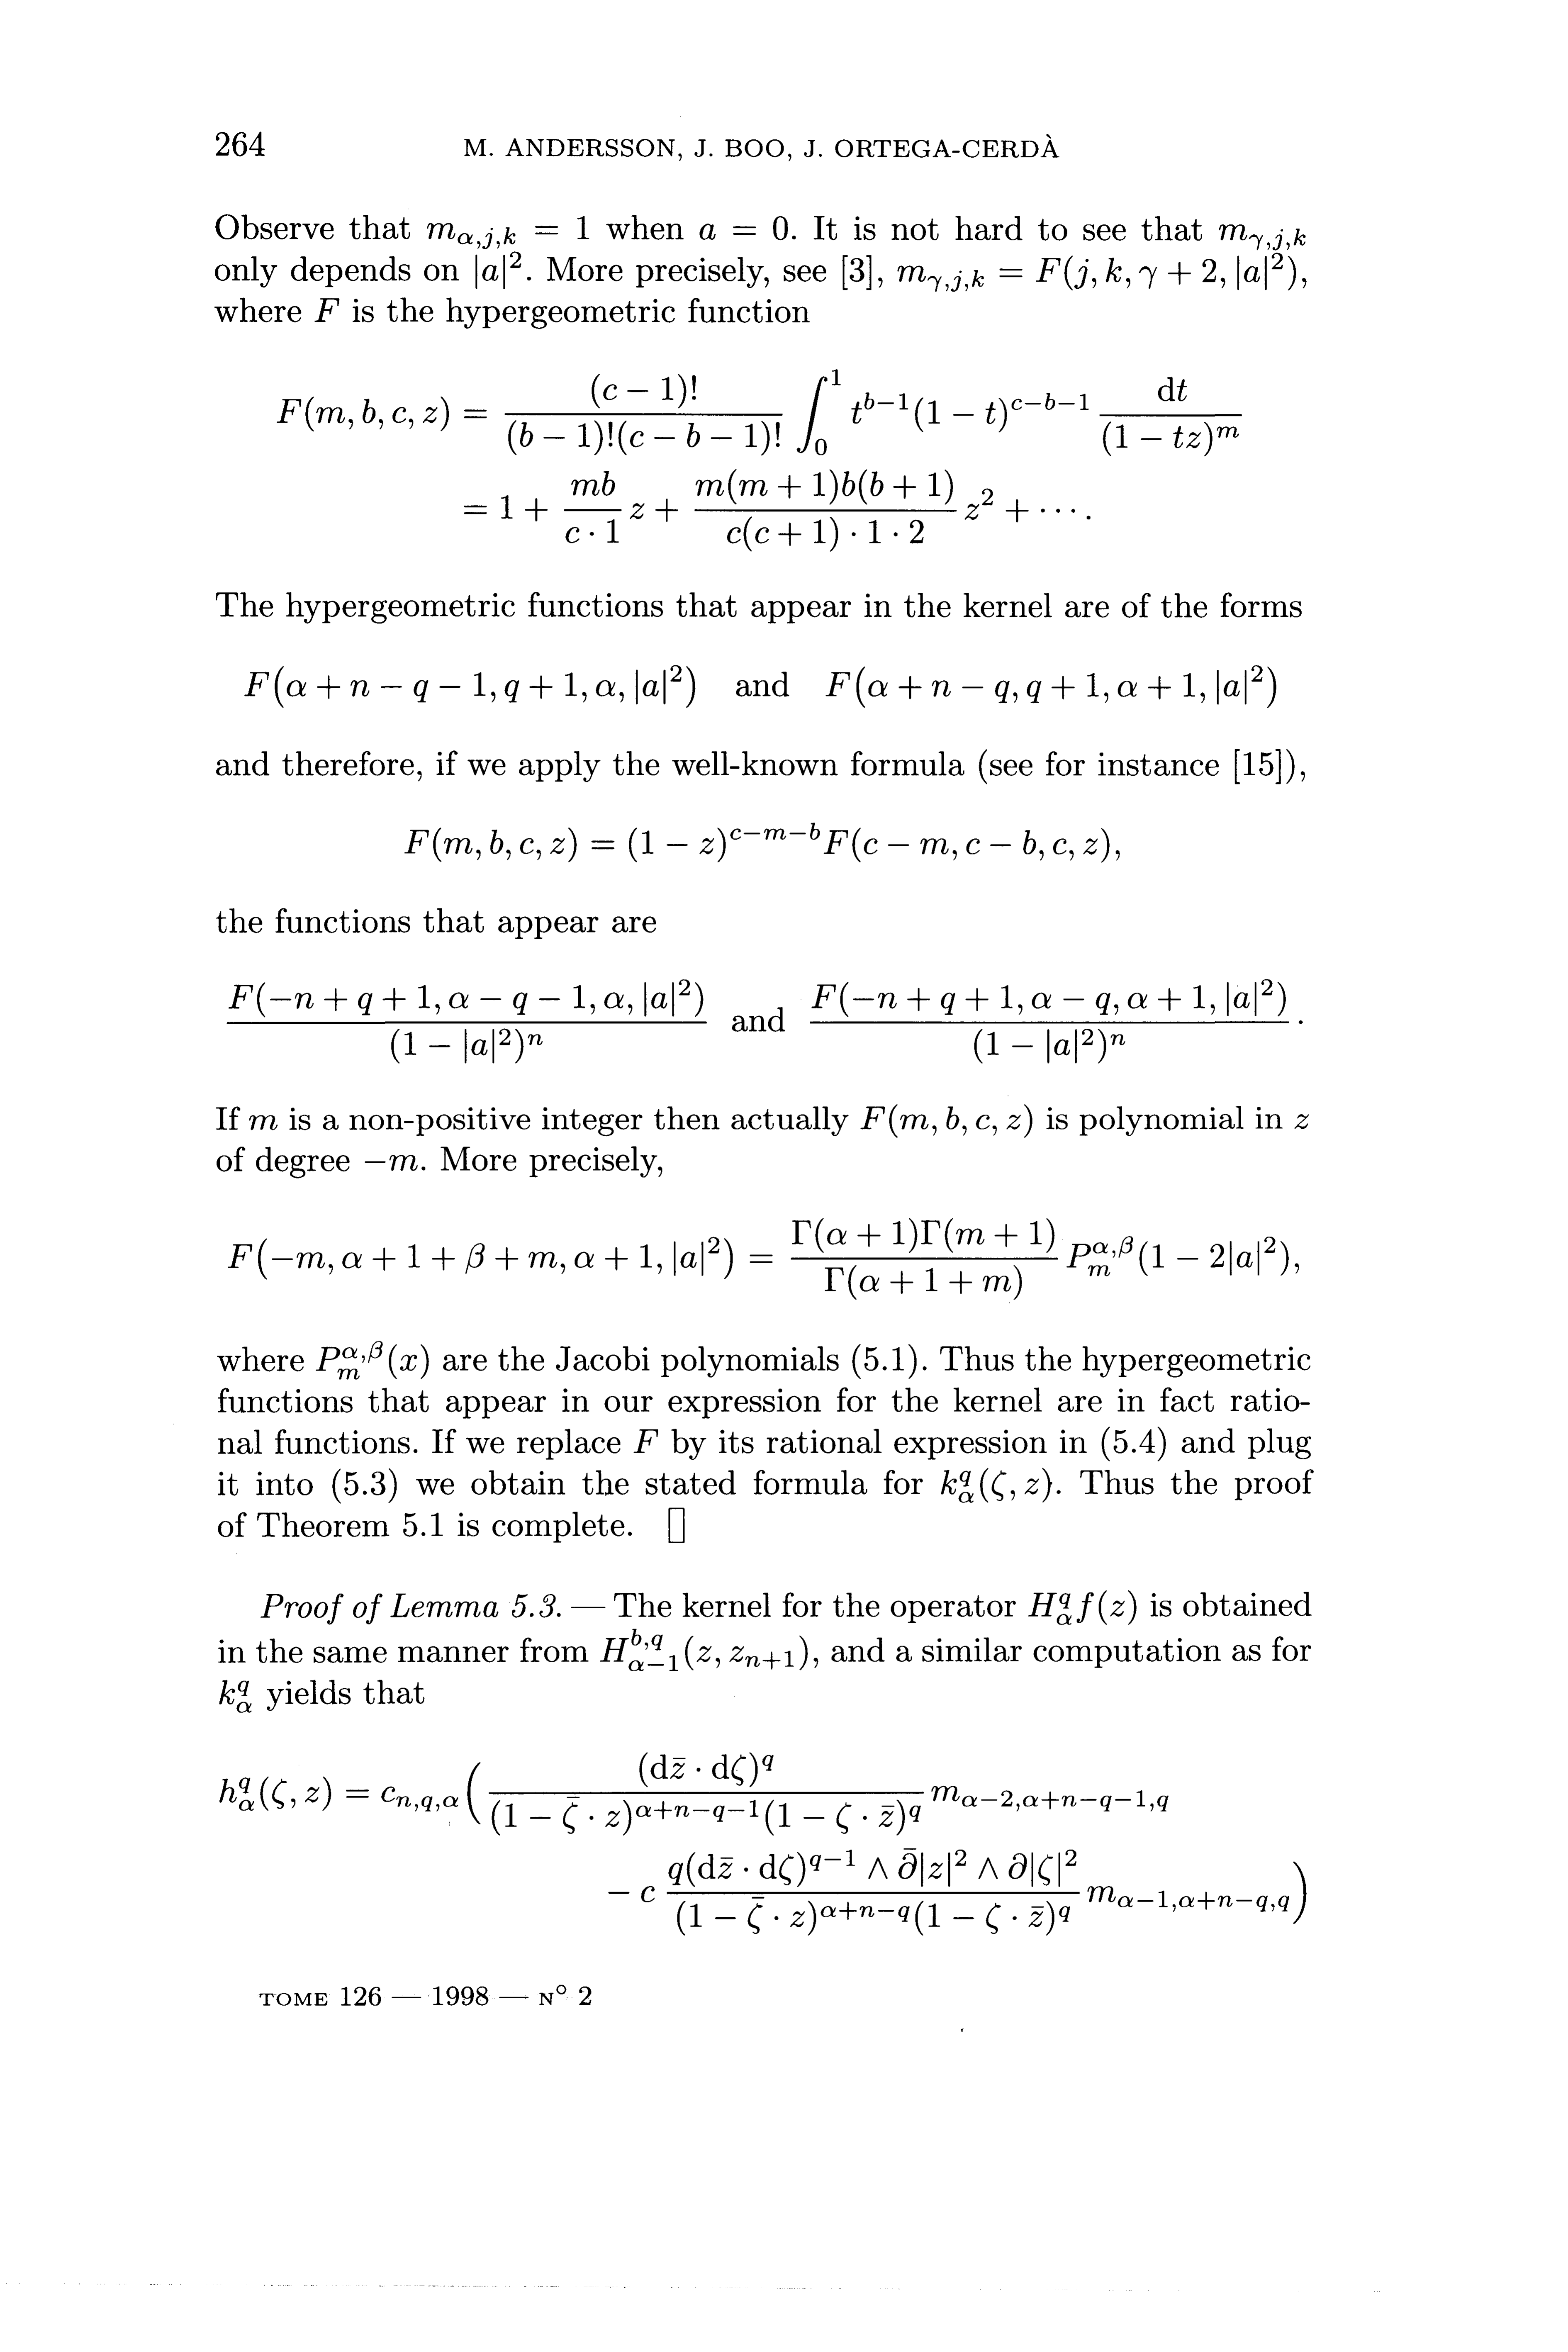 264 M. ANDERSSON, J. BOO, J. ORTEGA-CERDÀ
Observe that $m_{\alpha,j,k} = 1$ when $a = 0$. It is not hard to see that $m_{\gamma,j,k}$
only depends on $|a|^2$. More precisely, see [3], $m_{\gamma,j,k} = F(j, k, \gamma + 2, |a|^2)$,
where $F$ is the hypergeometric function
$F(m, b, c, z) = \frac{(c-1)!}{(b-1)!(c-b-1)!} \int_0^1 t^{b-1}(1-t)^{c-b-1} \frac{dt}{(1-tz)^m}$
$= 1 + \frac{mb}{c \cdot 1} z + \frac{m(m+1)b(b+1)}{c(c+1) \cdot 1 \cdot 2} z^2 + \cdots.$
The hypergeometric functions that appear in the kernel are of the forms
$F(\alpha + n - q - 1, q + 1, \alpha, |a|^2)$ and $F(\alpha + n - q, q + 1, \alpha + 1, |a|^2)$
and therefore, if we apply the well-known formula (see for instance [15]),
$F(m, b, c, z) = (1 - z)^{c-m-b} F(c - m, c - b, c, z),$
the functions that appear are
$\frac{F(-n + q + 1, \alpha - q - 1, \alpha, |a|^2)}{(1 - |a|^2)^n}$ and $\frac{F(-n + q + 1, \alpha - q, \alpha + 1, |a|^2)}{(1 - |a|^2)^n}.$
If $m$ is a non-positive integer then actually $F(m, b, c, z)$ is polynomial in $z$
of degree $-m$. More precisely,
$F(-m, \alpha + 1 + \beta + m, \alpha + 1, |a|^2) = \frac{\Gamma(\alpha + 1)\Gamma(m + 1)}{\Gamma(\alpha + 1 + m)} P_m^{\alpha,\beta}(1 - 2|a|^2),$
where $P_m^{\alpha,\beta}(x)$ are the Jacobi polynomials (5.1). Thus the hypergeometric
functions that appear in our expression for the kernel are in fact ratio-
nal functions. If we replace $F$ by its rational expression in (5.4) and plug
it into (5.3) we obtain the stated formula for $k_\alpha^q(\zeta, z)$. Thus the proof
of Theorem 5.1 is complete. □
Proof of Lemma 5.3. — The kernel for the operator $H_\alpha^q f(z)$ is obtained
in the same manner from $H_{\alpha-1}^{b,q}(z, z_{n+1})$, and a similar computation as for
$k_\alpha^q$ yields that
$h_\alpha^q(\zeta, z) = c_{n,q,\alpha} \Big( \frac{(d\bar{z} \cdot d\zeta)^q}{(1 - \bar{\zeta} \cdot z)^{\alpha+n-q-1}(1 - \zeta \cdot \bar{z})^q} m_{\alpha-2,\alpha+n-q-1,q}$
$- c \frac{q(d\bar{z} \cdot d\zeta)^{q-1} \wedge \bar{\partial}|z|^2 \wedge \partial|\zeta|^2}{(1 - \bar{\zeta} \cdot z)^{\alpha+n-q}(1 - \zeta \cdot \bar{z})^q} m_{\alpha-1,\alpha+n-q,q} \Big)$
TOME 126 — 1998 — N° 2